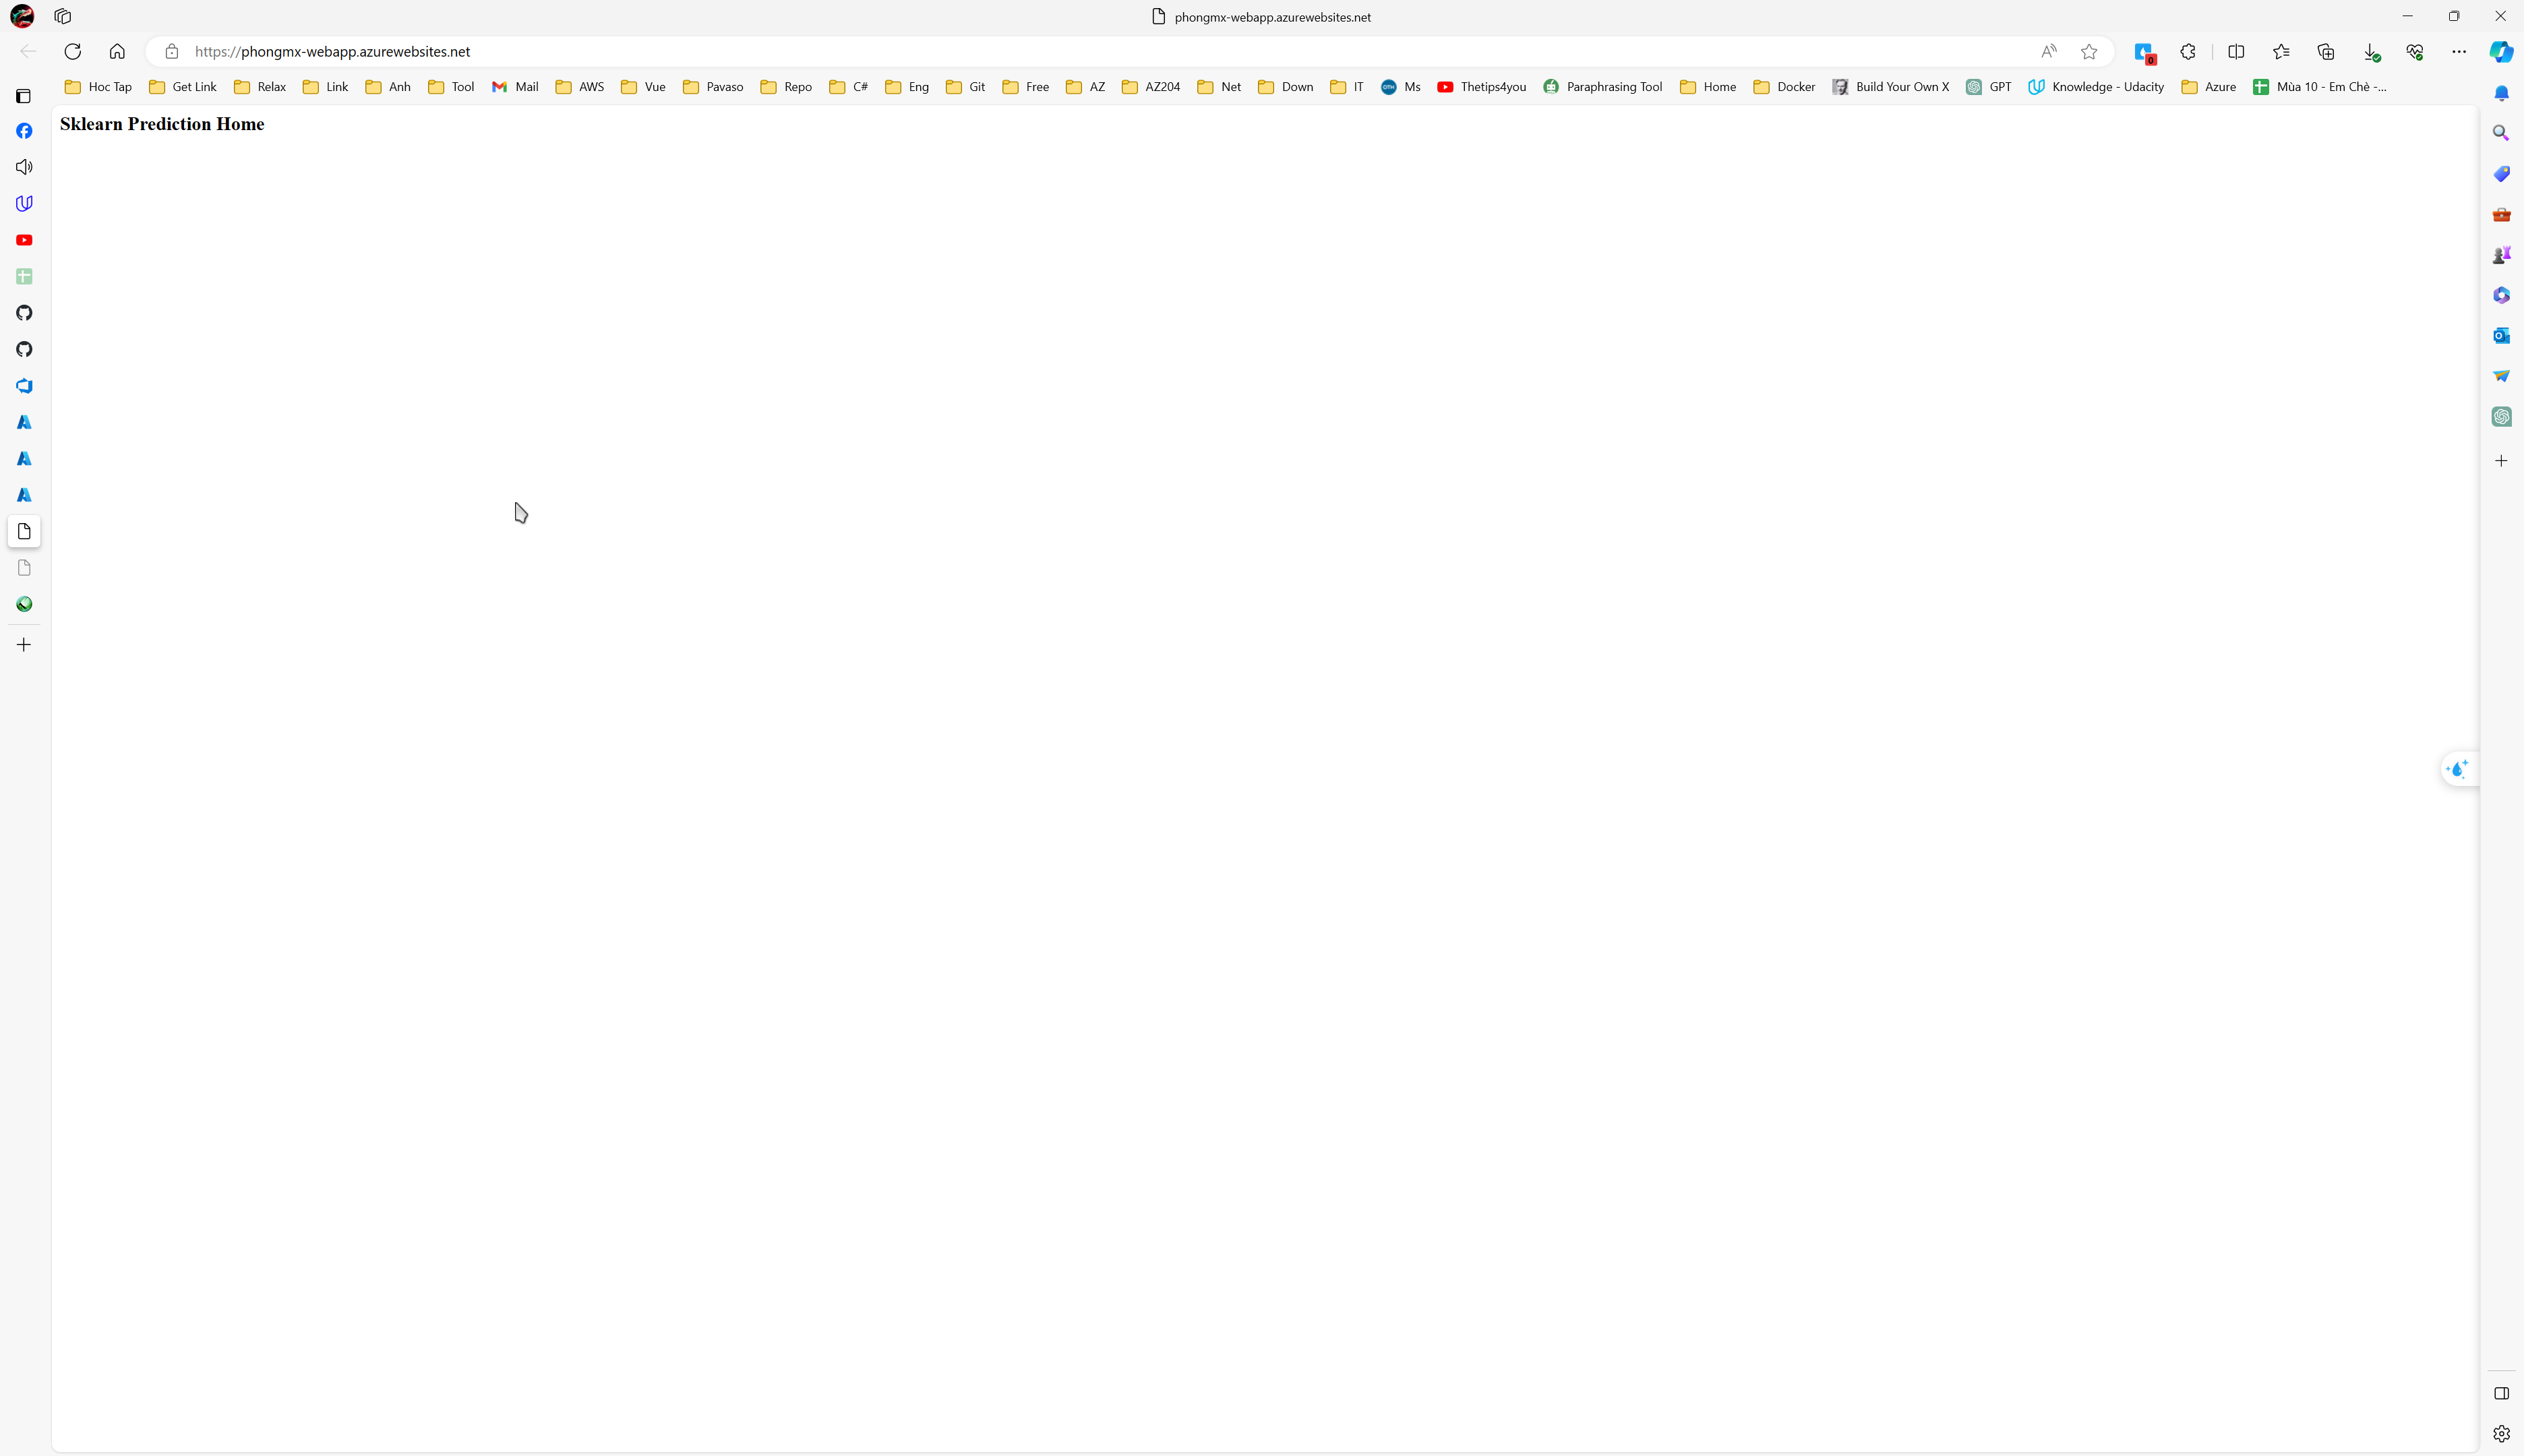 phongmx-webapp.azurewebsites.net
https://phongmx-webapp.azurewebsites.net
0
Hoc Tap Get Link Relax Link Anh Tool Mail AWS Vue Pavaso Repo C# Eng Git Free AZ AZ204 Net Down IT Ms Thetips4you Paraphrasing Tool Home Docker Build Your Own X GPT Knowledge - Udacity Azure Mùa 10 - Em Chè -...
Sklearn Prediction Home